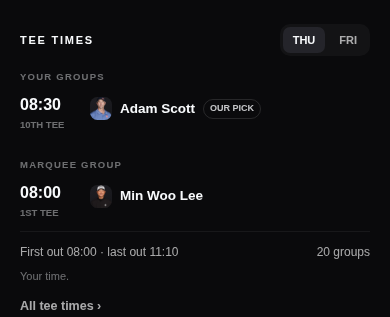 TEE TIMES
THU FRI
YOUR GROUPS
08:30 Adam Scott OUR PICK
10TH TEE
MARQUEE GROUP
08:00 Min Woo Lee
1ST TEE
First out 08:00 · last out 11:10 20 groups
Your time.
All tee times ›